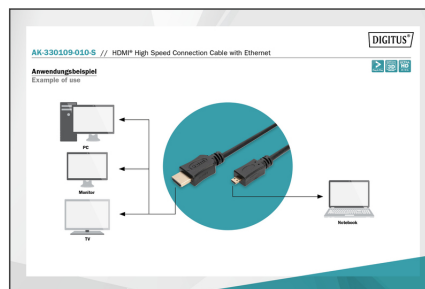 DIGITUS®
AK-330109-010-S // HDMI® High Speed Connection Cable with Ethernet
Anwendungsbeispiel
Example of use
PC
Monitor
TV
Notebook